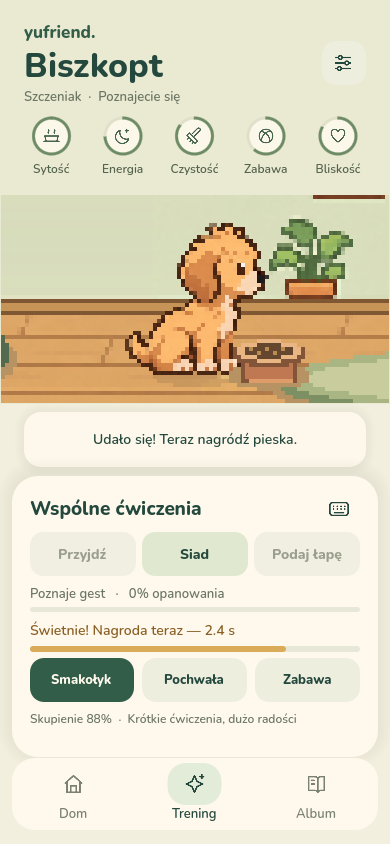 yufriend.
Biszkopt
Szczeniak · Poznajecie się
Sytość Energia Czystość Zabawa Bliskość
Udało się! Teraz nagródź pieska.
Wspólne ćwiczenia
Przyjdź Siad Podaj łapę
Poznaje gest · 0% opanowania
Świetnie! Nagroda teraz — 2.4 s
Smakołyk Pochwała Zabawa
Skupienie 88% · Krótkie ćwiczenia, dużo radości
Dom Trening Album